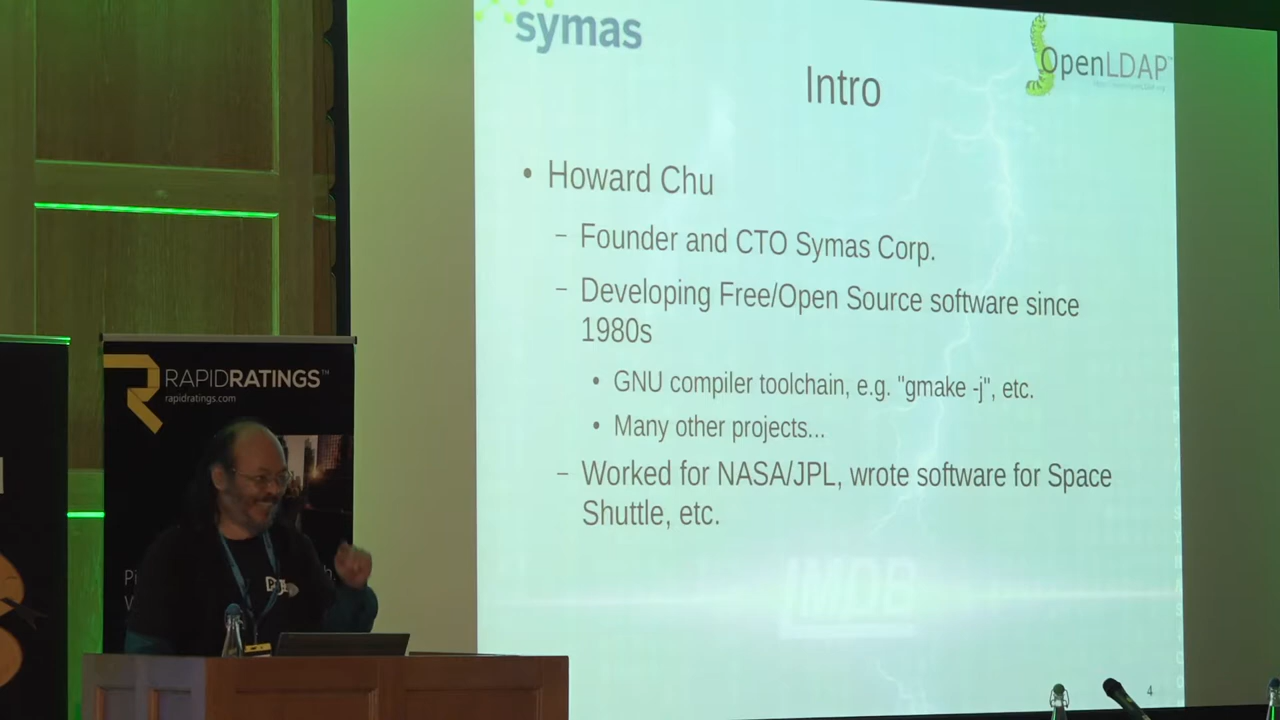 symas
OpenLDAP
Intro
• Howard Chu
– Founder and CTO Symas Corp.
– Developing Free/Open Source software since
1980s
• GNU compiler toolchain, e.g. "gmake -j", etc.
• Many other projects...
– Worked for NASA/JPL, wrote software for Space
Shuttle, etc.
LMDB
4
RAPIDRATINGS™
rapidratings.com